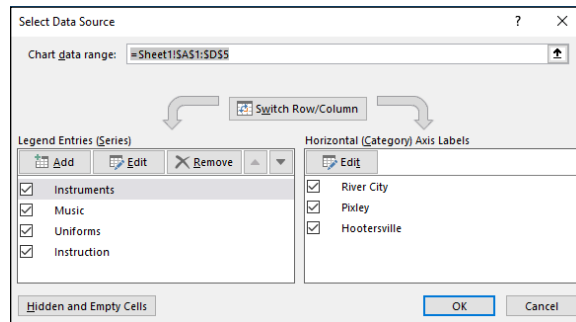 Select Data Source ? ×
Chart data range: =Sheet1!$A$1:$D$5
Switch Row/Column
Legend Entries (Series)
Add Edit Remove
Instruments
Music
Uniforms
Instruction
Horizontal (Category) Axis Labels
Edit
River City
Pixley
Hootersville
Hidden and Empty Cells
OK Cancel